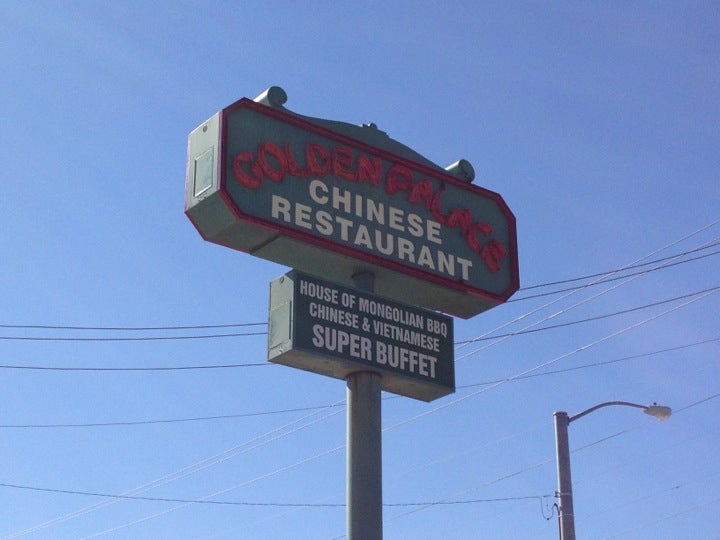 GOLDEN PALACE
CHINESE
RESTAURANT
HOUSE OF MONGOLIAN BBQ
CHINESE & VIETNAMESE
SUPER BUFFET